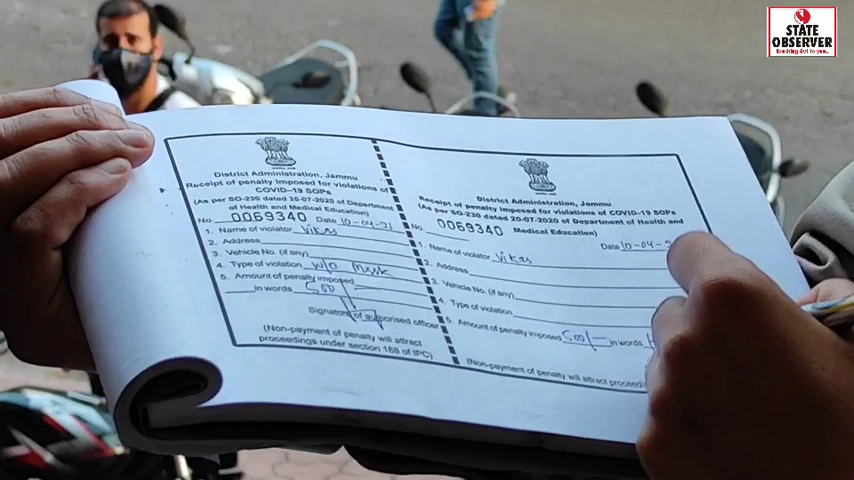 STATE
OBSERVER
Reaching Out to you..
District Administration, Jammu
Receipt of penalty imposed for violations of
COVID-19 SOPs
(As per SO-230 dated 20-07-2020 of Department
of Health and Medical Education)
No. 0069340 Date 10-04-21
1. Name of violator Vikas
2. Address
3. Vehicle No. (if any)
4. Type of violation w/o Mask
5. Amount of penalty imposed
500/- in words
Signature of authorised officer
(Non-payment of penalty will attract
proceedings under section 188 of IPC)
District Administration, Jammu
Receipt of penalty imposed for violations of COVID-19 SOPs
(As per SO-230 dated 20-07-2020 of Department of Health and
Medical Education)
No. 0069340 Date 10-04-
1. Name of violator Vikas
2. Address
3. Vehicle No. (if any)
4. Type of violation
5. Amount of penalty imposed 500/- in words
(Non-payment of penalty will attract proceedi